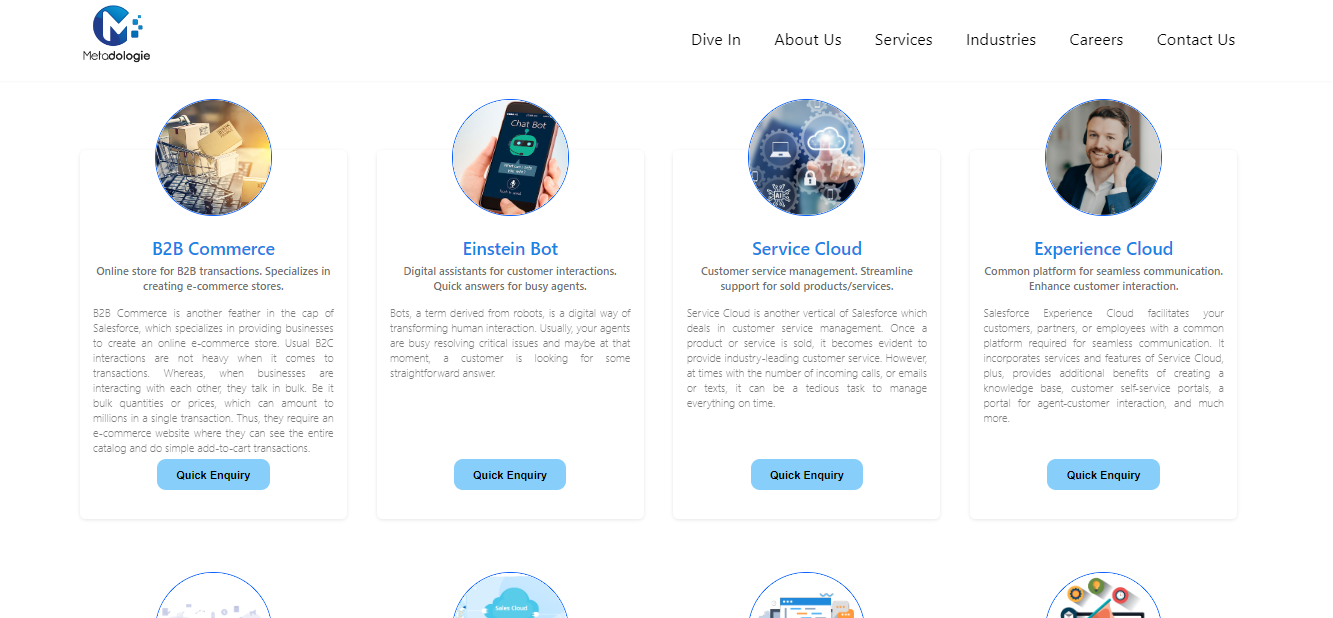 Metadologie
Dive In
About Us
Services
Industries
Careers
Contact Us
Chat Bot
B2B Commerce
Online store for B2B transactions. Specializes in
creating e-commerce stores.
B2B Commerce is another feather in the cap of
Salesforce, which specializes in providing businesses
to create an online e-commerce store. Usual B2C
interactions are not heavy when it comes to
transactions. Whereas, when businesses are
interacting with each other, they talk in bulk. Be it
bulk quantities or prices, which can amount to
millions in a single transaction. Thus, they require an
e-commerce website where they can see the entire
catalog and do simple add-to-cart transactions.
Quick Enquiry
Einstein Bot
Digital assistants for customer interactions.
Quick answers for busy agents.
Bots, a term derived from robots, is a digital way of
transforming human interaction. Usually, your agents
are busy resolving critical issues and maybe at that
moment, a customer is looking for some
straightforward answer.
Quick Enquiry
Service Cloud
Customer service management. Streamline
support for sold products/services.
Service Cloud is another vertical of Salesforce which
deals in customer service management. Once a
product or service is sold, it becomes evident to
provide industry-leading customer service. However,
at times with the number of incoming calls, or emails
or texts, it can be a tedious task to manage
everything on time.
Quick Enquiry
Experience Cloud
Common platform for seamless communication.
Enhance customer interaction.
Salesforce Experience Cloud facilitates your
customers, partners, or employees with a common
platform required for seamless communication. It
incorporates services and features of Service Cloud,
plus, provides additional benefits of creating a
knowledge base, customer self-service portals, a
portal for agent-customer interaction, and much
more.
Quick Enquiry
Sales Cloud